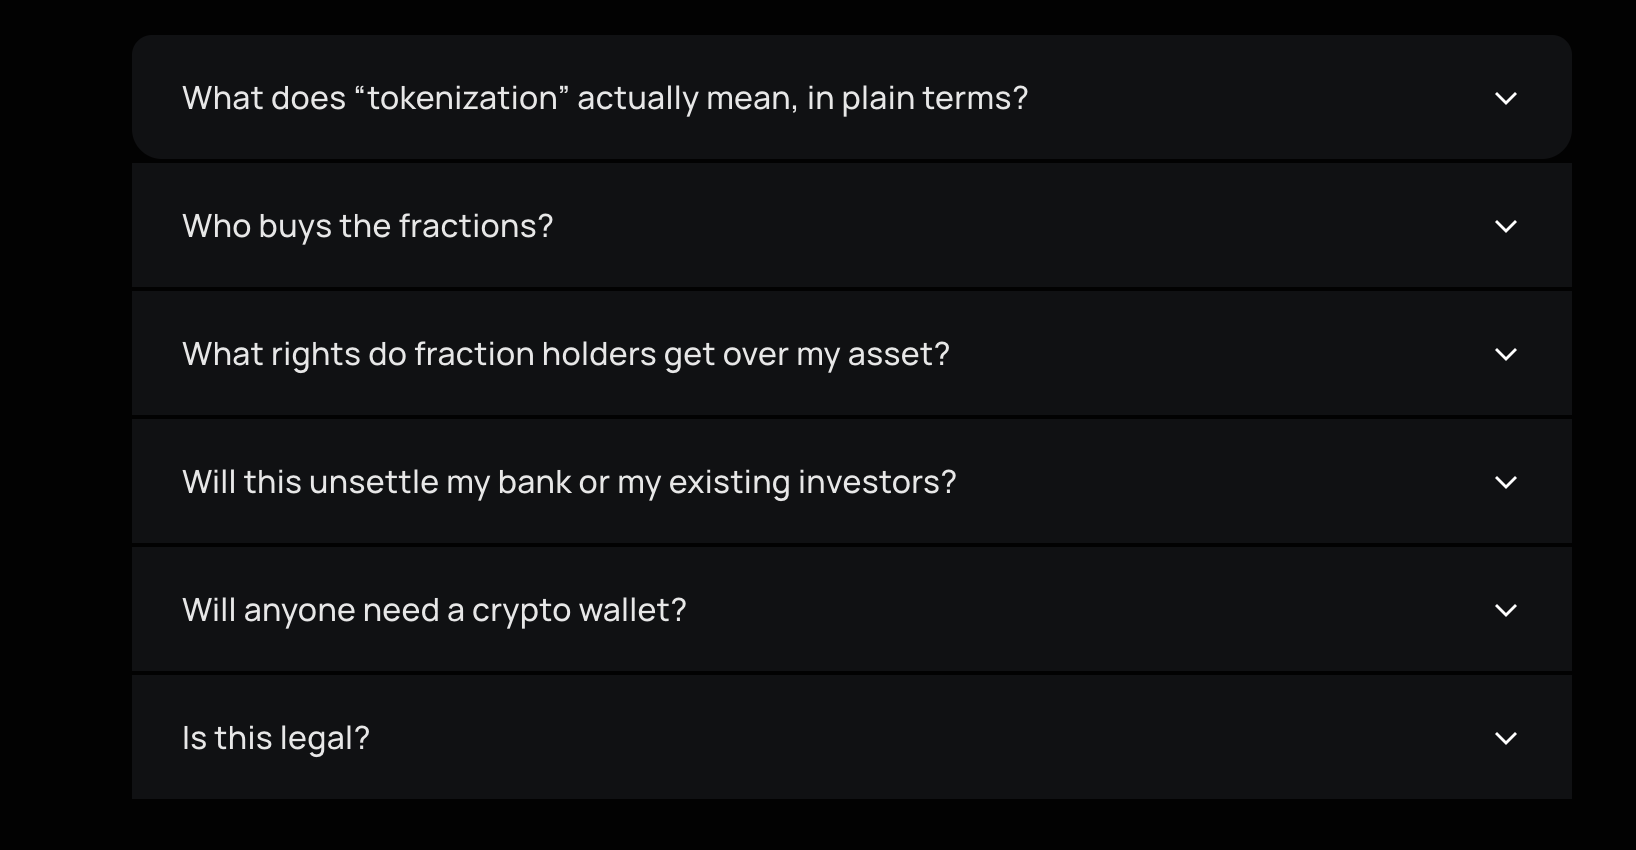 What does “tokenization” actually mean, in plain terms?
Who buys the fractions?
What rights do fraction holders get over my asset?
Will this unsettle my bank or my existing investors?
Will anyone need a crypto wallet?
Is this legal?